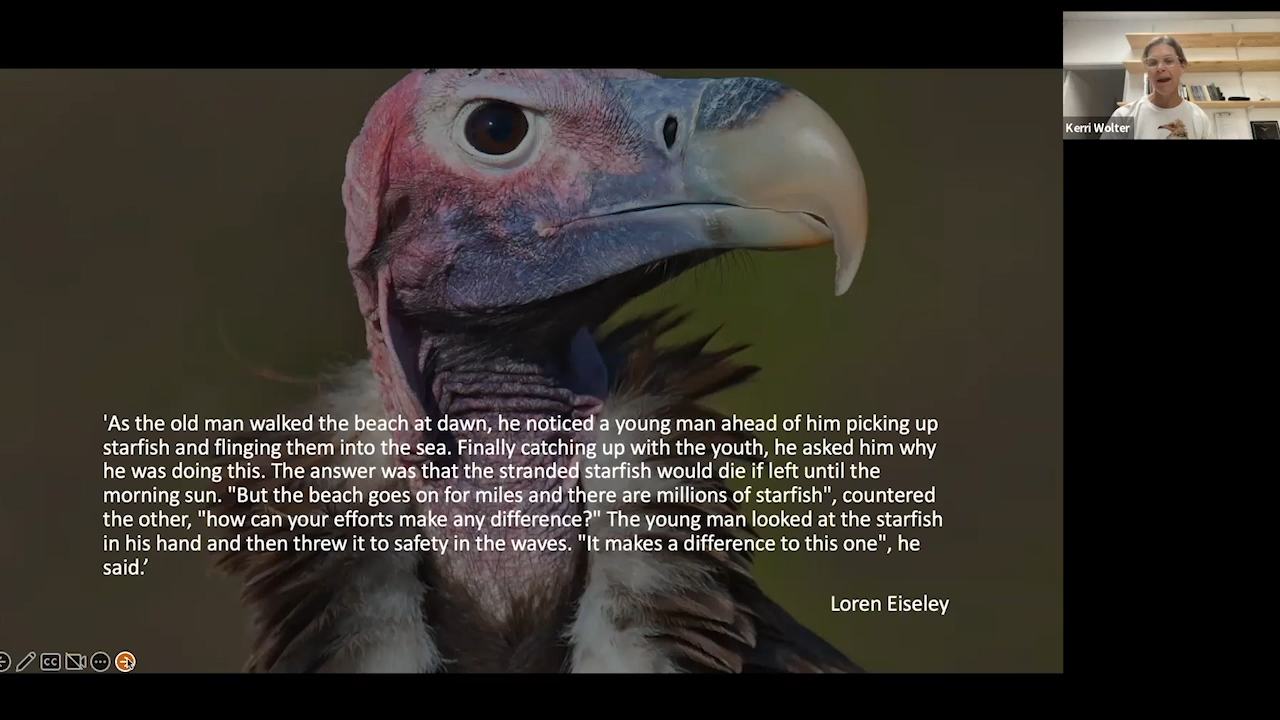 Kerri Wolter
'As the old man walked the beach at dawn, he noticed a young man ahead of him picking up
starfish and flinging them into the sea. Finally catching up with the youth, he asked him why
he was doing this. The answer was that the stranded starfish would die if left until the
morning sun. "But the beach goes on for miles and there are millions of starfish", countered
the other, "how can your efforts make any difference?" The young man looked at the starfish
in his hand and then threw it to safety in the waves. "It makes a difference to this one", he
said.’
Loren Eiseley
CC